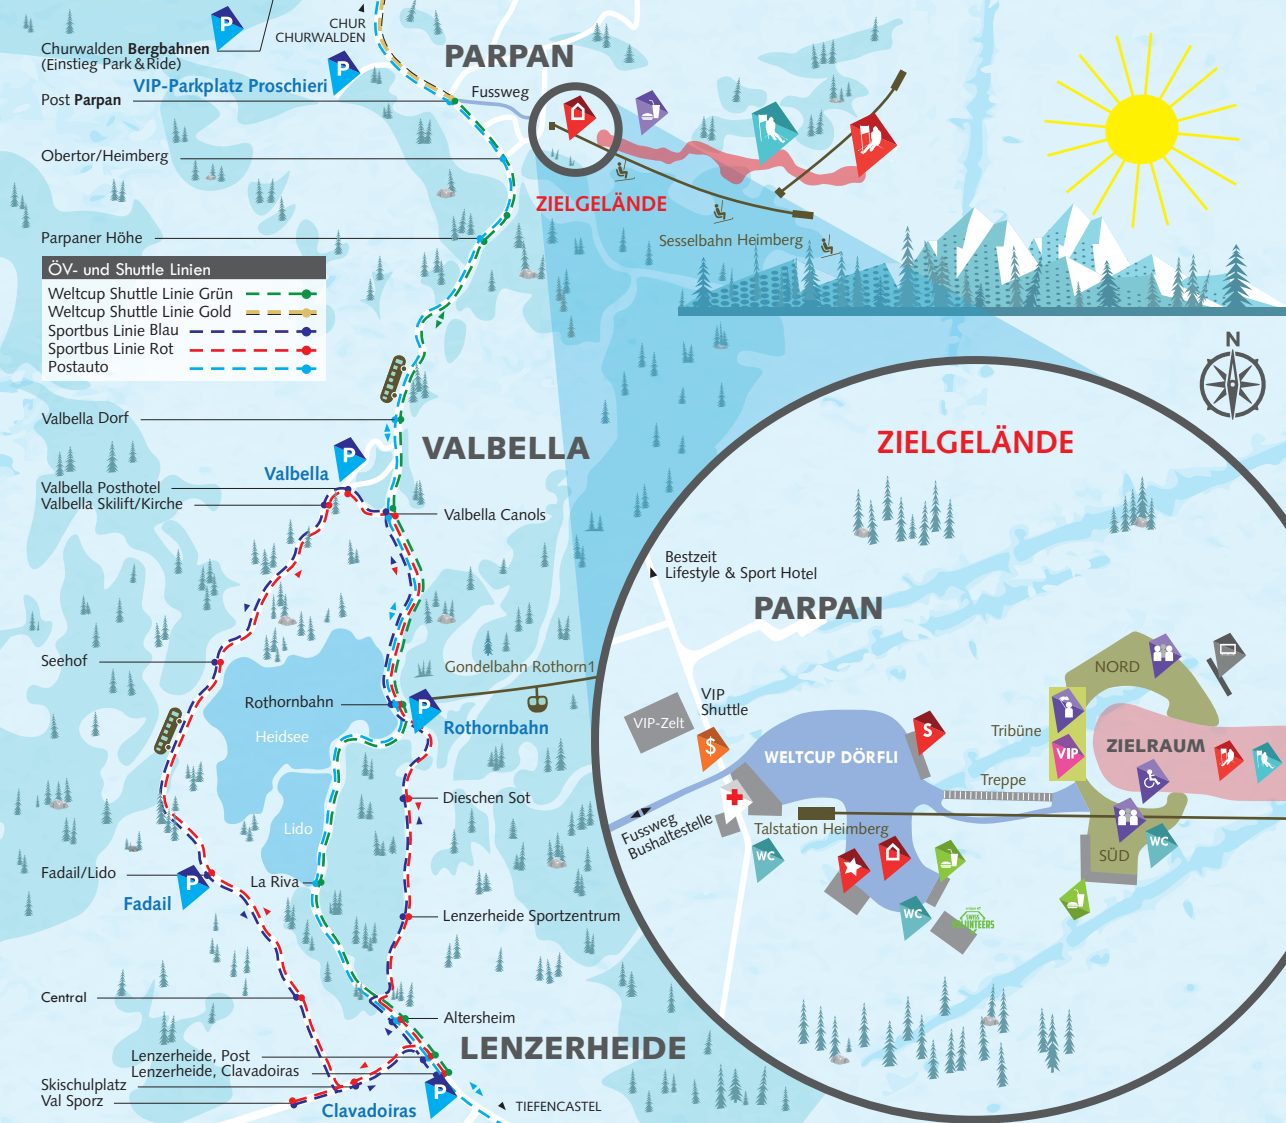 P
CHUR
CHURWALDEN
Churwalden Bergbahnen
(Einstieg Park & Ride)
P
VIP-Parkplatz Proschieri
PARPAN
Post Parpan
Fussweg
Obertor/Heimberg
ZIELGELÄNDE
Parpaner Höhe
Sesselbahn Heimberg
ÖV- und Shuttle Linien
Weltcup Shuttle Linie Grün
Weltcup Shuttle Linie Gold
Sportbus Linie Blau
Sportbus Linie Rot
Postauto
N
Valbella Dorf
VALBELLA
P
Valbella
Valbella Posthotel
Valbella Skilift/Kirche
Valbella Canols
Seehof
Gondelbahn Rothorn1
Rothornbahn
P
Rothornbahn
Heidsee
Dieschen Sot
Lido
Fadail/Lido
P
La Riva
Fadail
Lenzerheide Sportzentrum
Central
Altersheim
LENZERHEIDE
Lenzerheide, Post
Lenzerheide, Clavadoiras
Skischulplatz
Val Sporz
P
Clavadoiras
TIEFENCASTEL
ZIELGELÄNDE
Bestzeit
Lifestyle & Sport Hotel
PARPAN
NORD
VIP
Shuttle
VIP-Zelt
$
S
WELTCUP DÖRFLI
Tribüne
VIP
ZIELRAUM
Treppe
Fussweg
Bushaltestelle
Talstation Heimberg
WC
WC
SÜD
WC
SWISS